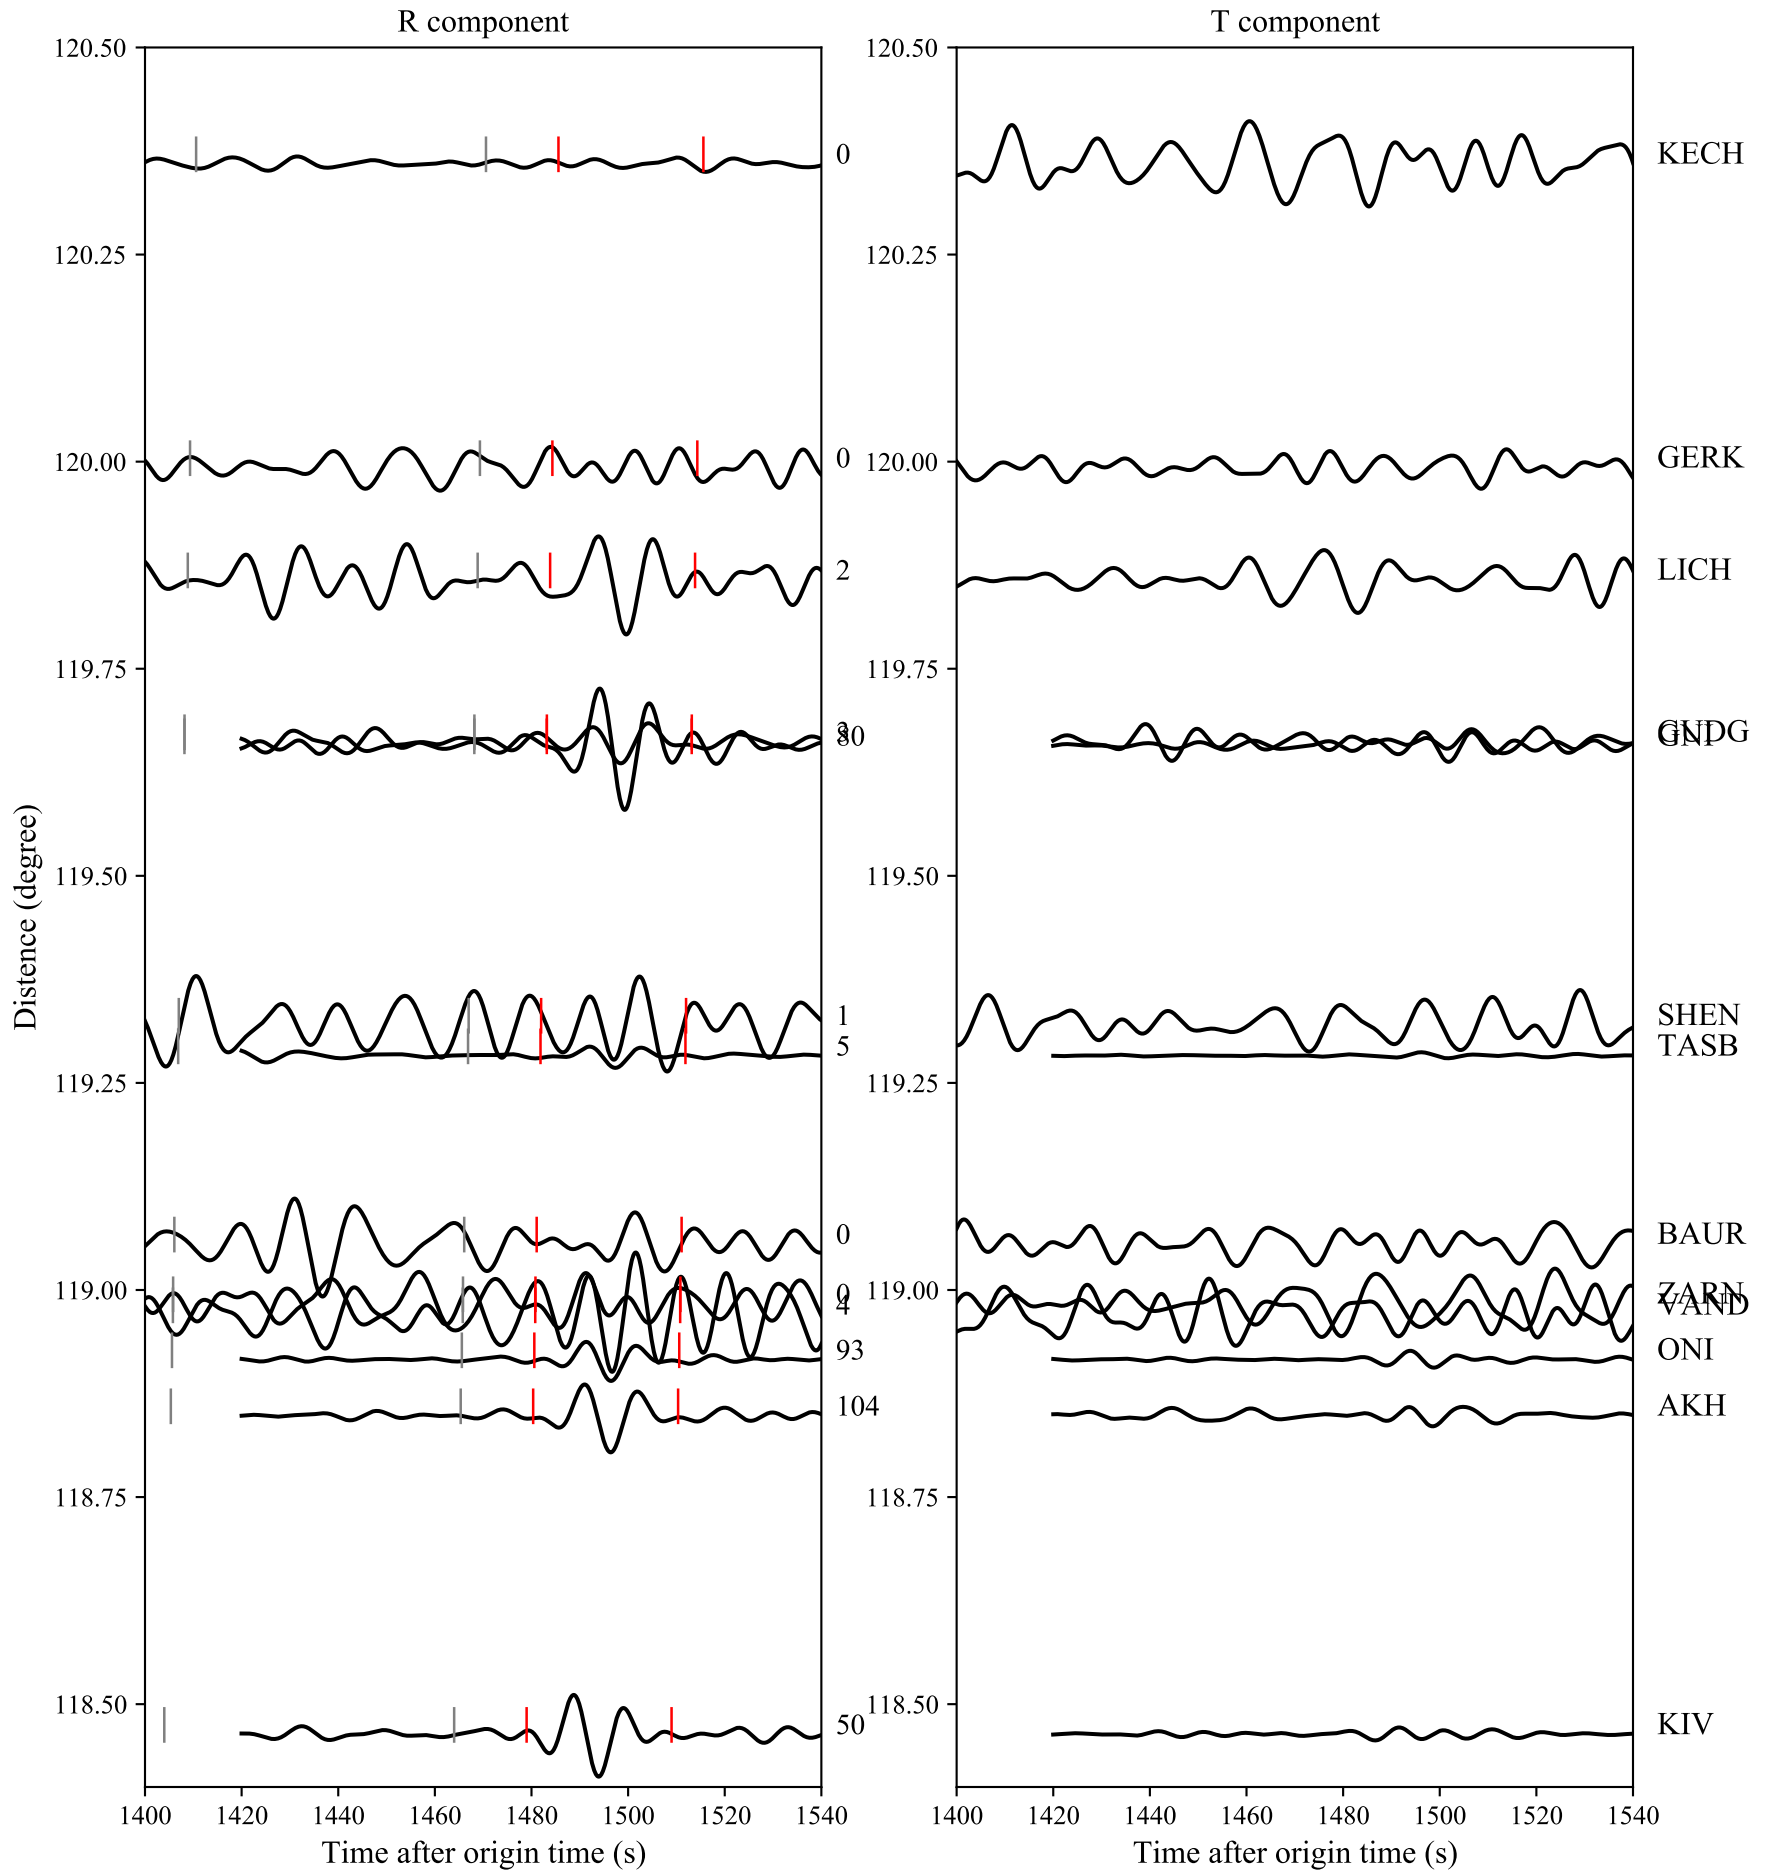 R component
T component
120.50
120.25
120.00
119.75
119.50
119.25
119.00
118.75
118.50
Distence (degree)
0
0
2
80
1
5
0
0
4
93
104
50
1400 1420 1440 1460 1480 1500 1520 1540
Time after origin time (s)
120.50
120.25
120.00
119.75
119.50
119.25
119.00
118.75
118.50
KECH
GERK
LICH
GUDG
GNI
SHEN
TASB
BAUR
ZARN
VAND
ONI
AKH
KIV
1400 1420 1440 1460 1480 1500 1520 1540
Time after origin time (s)